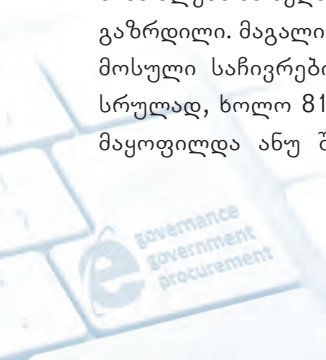 გაზრდილი. მაგალი
მოსული საჩივრები
სრულად, ხოლო 81
მაყოფილდა ანუ შ
e governance
government
procurement